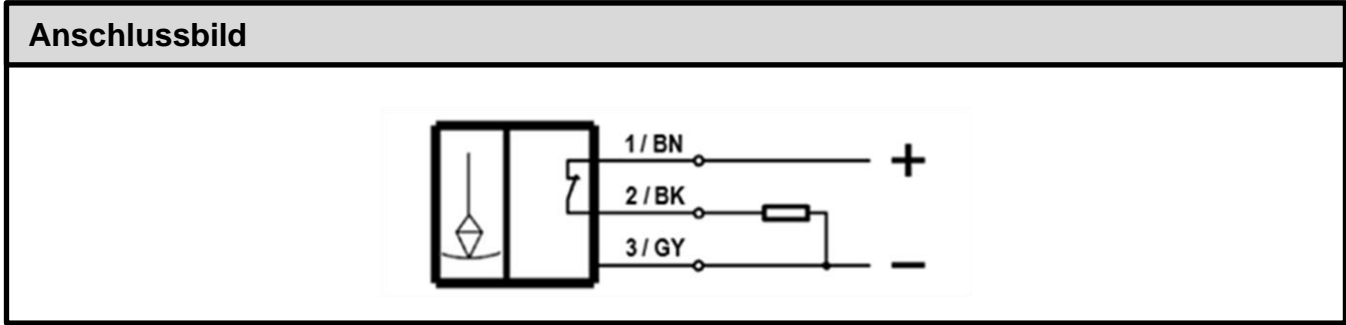 Anschlussbild
1 / BN
+
2 / BK
3 / GY
−